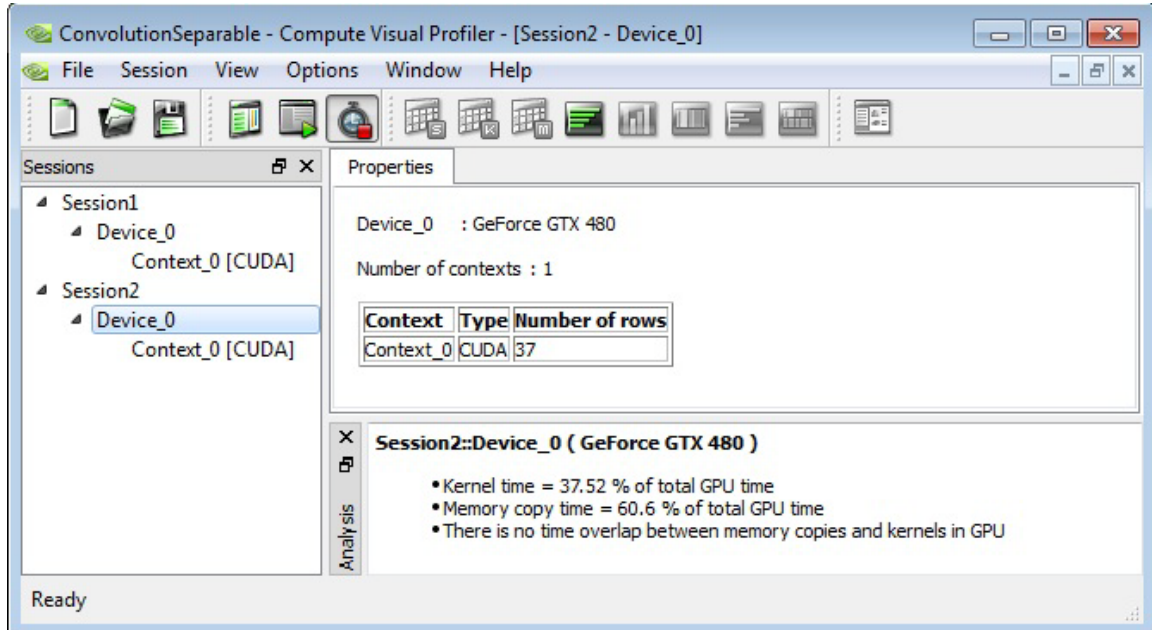 ConvolutionSeparable - Compute Visual Profiler - [Session2 - Device_0]
File Session View Options Window Help
S K M
Sessions
Session1
Device_0
Context_0 [CUDA]
Session2
Device_0
Context_0 [CUDA]
Properties
Device_0 : GeForce GTX 480
Number of contexts : 1
Context Type Number of rows
Context_0 CUDA 37
Analysis
Session2::Device_0 ( GeForce GTX 480 )
•Kernel time = 37.52 % of total GPU time
•Memory copy time = 60.6 % of total GPU time
•There is no time overlap between memory copies and kernels in GPU
Ready